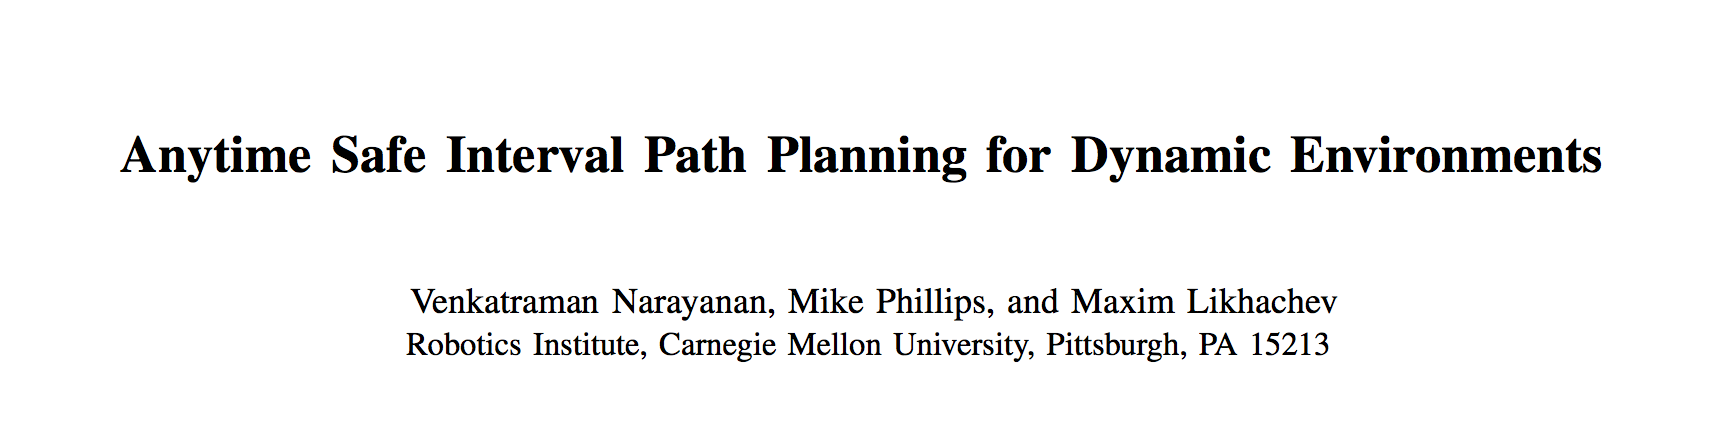 Anytime Safe Interval Path Planning for Dynamic Environments
Venkatraman Narayanan, Mike Phillips, and Maxim Likhachev
Robotics Institute, Carnegie Mellon University, Pittsburgh, PA 15213